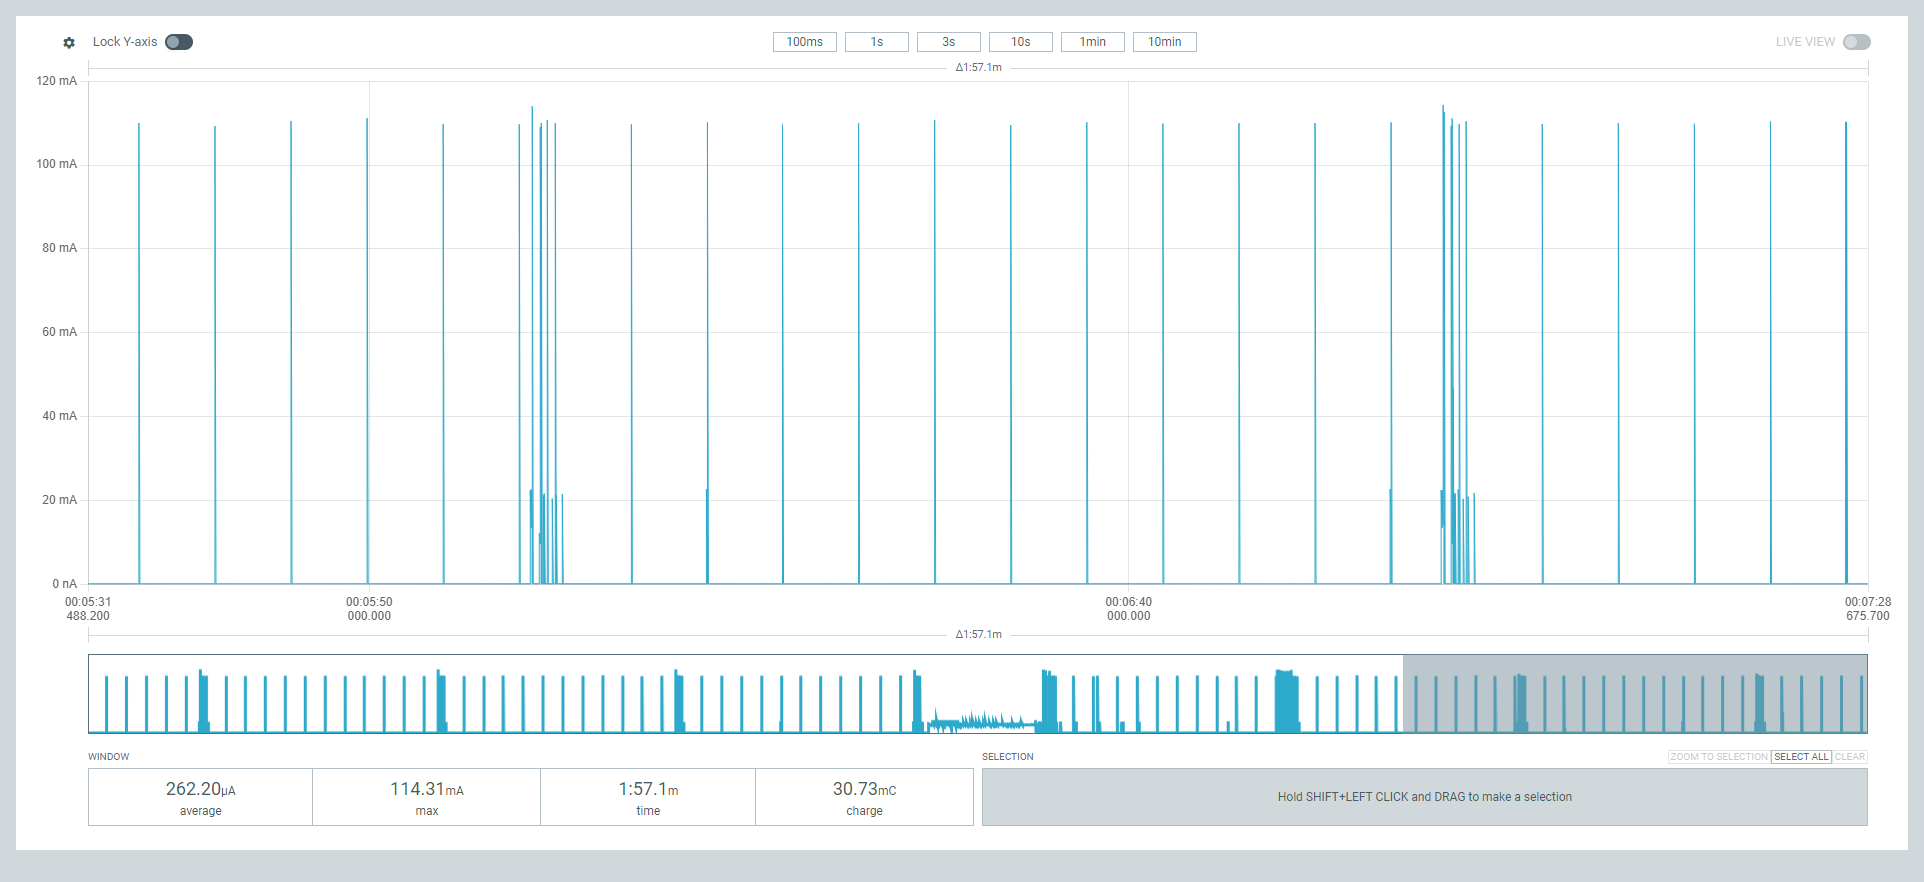 Lock Y-axis 100ms 1s 3s 10s 1min 10min LIVE VIEW
Δ1:57.1m
120 mA
100 mA
80 mA
60 mA
40 mA
20 mA
0 nA
00:05:31 00:05:50 00:06:40 00:07:28
488.200 000.000 000.000 675.700
Δ1:57.1m
WINDOW SELECTION ZOOM TO SELECTION SELECT ALL CLEAR
262.20μA 114.31mA 1:57.1m 30.73mC
average max time charge
Hold SHIFT+LEFT CLICK and DRAG to make a selection